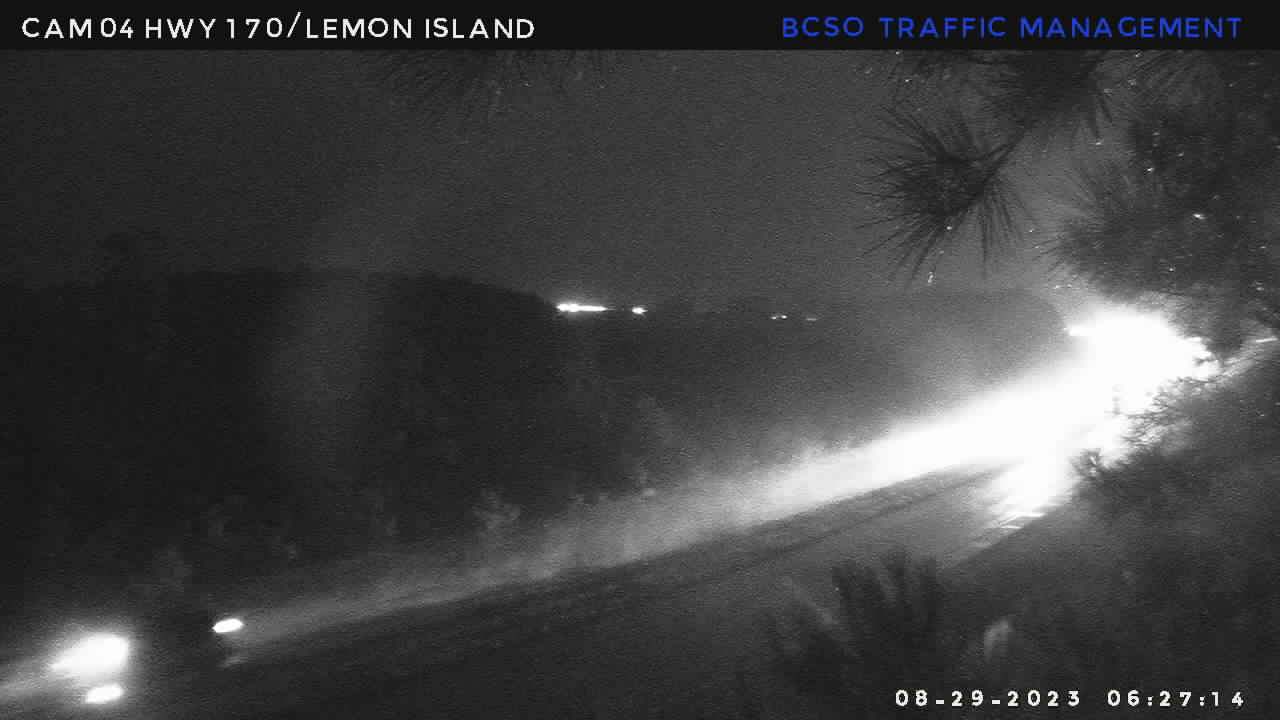 CAM04 HWY 170/LEMON ISLAND
BCSO TRAFFIC MANAGEMENT
08-29-2023 06:27:14